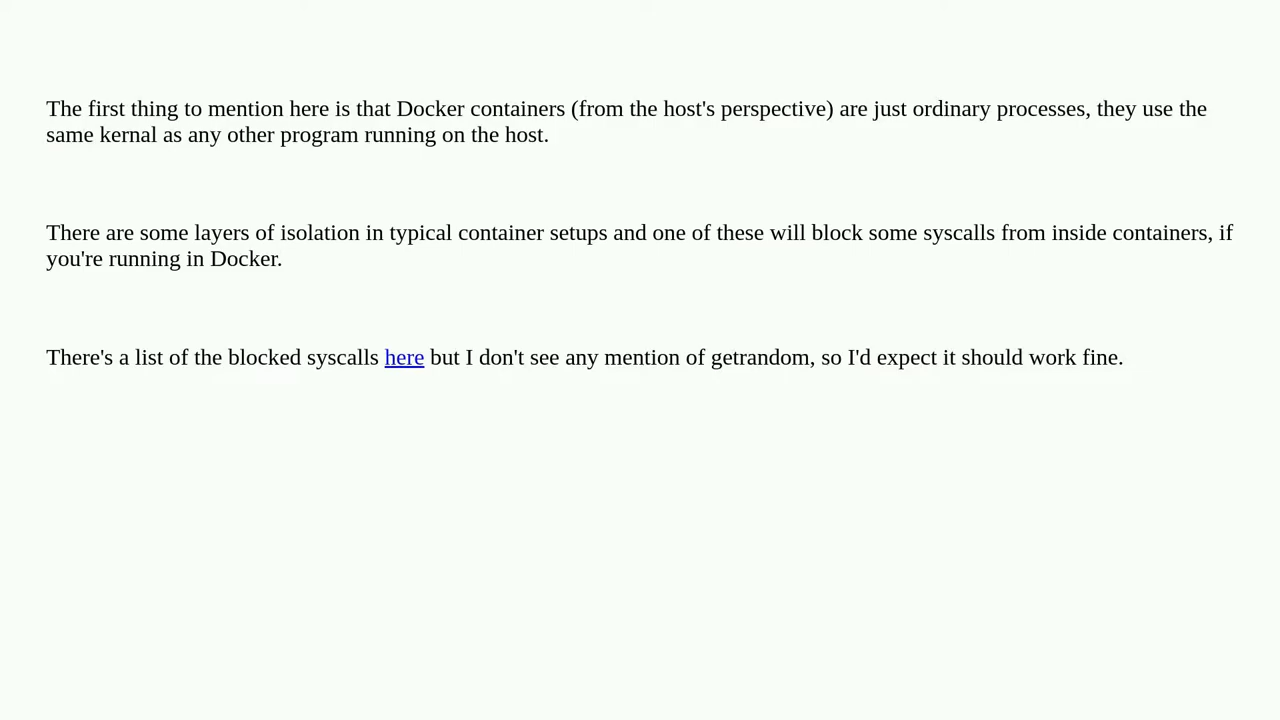 The first thing to mention here is that Docker containers (from the host's perspective) are just ordinary processes, they use the
same kernal as any other program running on the host.
There are some layers of isolation in typical container setups and one of these will block some syscalls from inside containers, if
you're running in Docker.
There's a list of the blocked syscalls here but I don't see any mention of getrandom, so I'd expect it should work fine.